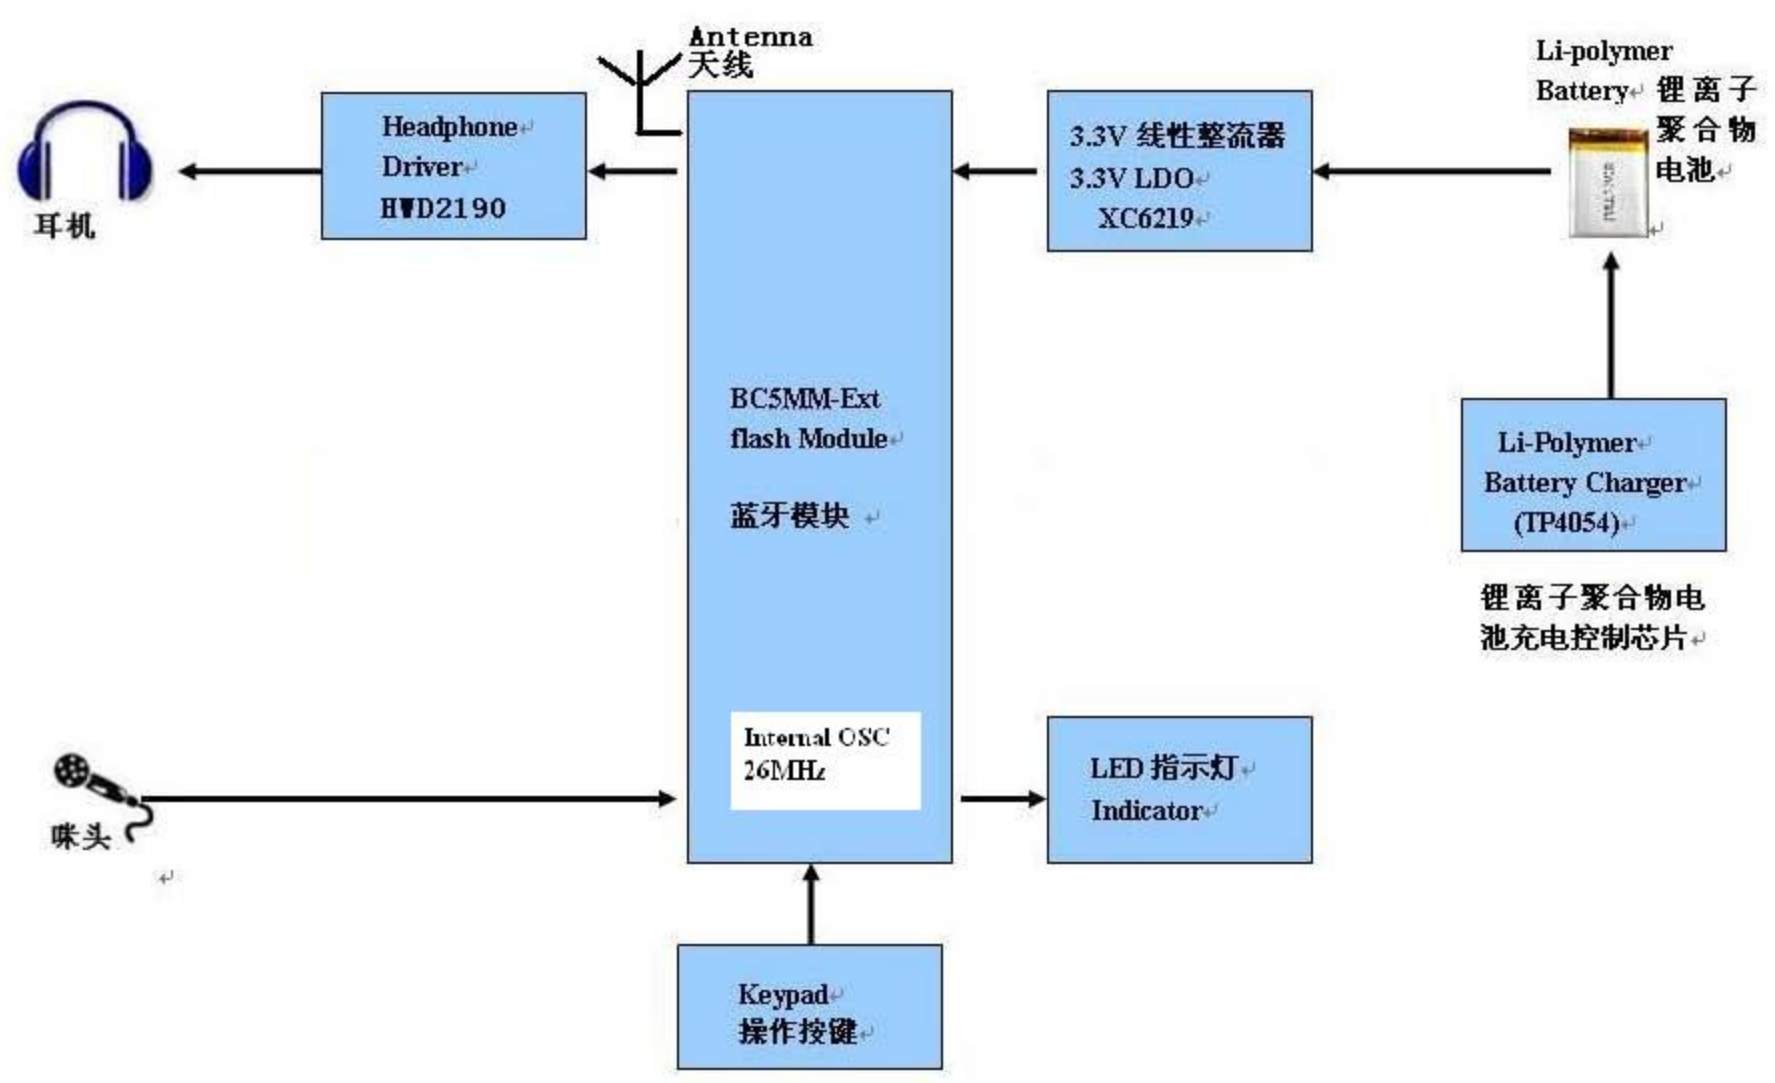 Antenna
天线
Headphone
Driver
HWD2190
耳机
3.3V 线性整流器
3.3V LDO
XC6219
Li-polymer
Battery 锂离子
聚合物
电池
BC5MM-Ext
flash Module
蓝牙模块
Li-Polymer
Battery Charger
(TP4054)
锂离子聚合物电
池充电控制芯片
Internal OSC
26MHz
咪头
LED 指示灯
Indicator
Keypad
操作按键